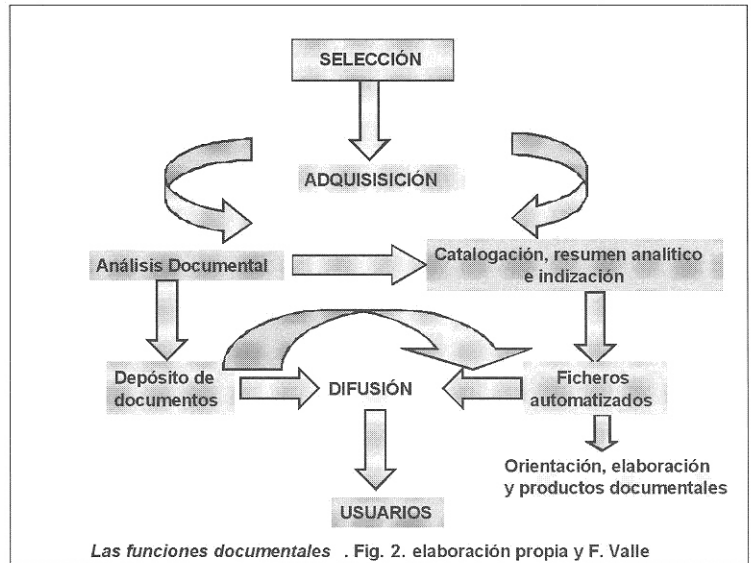 SELECCIÓN
ADQUISISICIÓN
Análisis Documental
Catalogación, resumen analítico
e indización
Depósito de
documentos
DIFUSIÓN
Ficheros
automatizados
Orientación, elaboración
y productos documentales
USUARIOS
Las funciones documentales . Fig. 2. elaboración propia y F. Valle